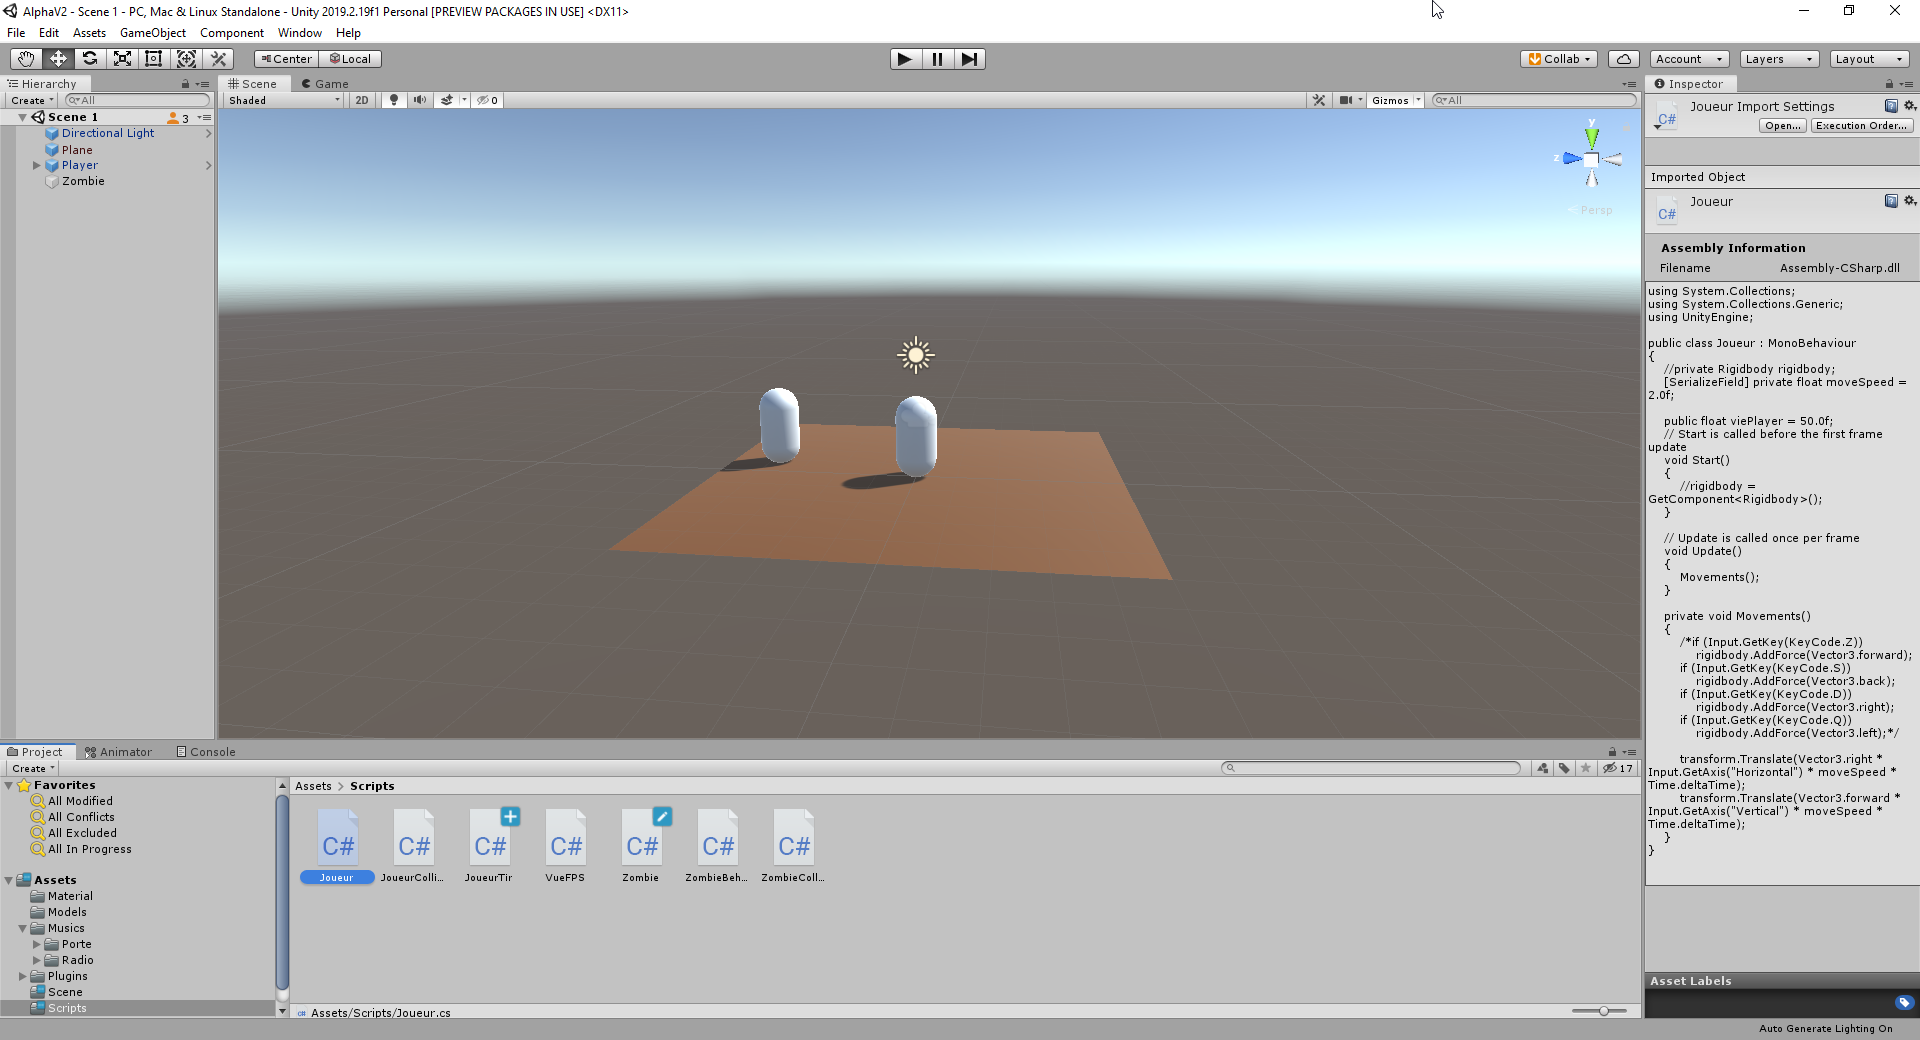 AlphaV2 - Scene 1 - PC, Mac & Linux Standalone - Unity 2019.2.19f1 Personal [PREVIEW PACKAGES IN USE] <DX11>
File Edit Assets GameObject Component Window Help
Center Local
Collab Account Layers Layout
Hierarchy
Create All
Scene 1 3
Directional Light
Plane
Player
Zombie
Scene Game
Shaded 2D 0 Gizmos All
y
z
Persp
Project Animator Console
Create 17
Favorites
All Modified
All Conflicts
All Excluded
All In Progress
Assets
Material
Models
Musics
Porte
Radio
Plugins
Scene
Scripts
Assets > Scripts
C# C# C# C# C# C# C#
Joueur JoueurColli... JoueurTir VueFPS Zombie ZombieBeh... ZombieColl...
Assets/Scripts/Joueur.cs
Inspector
C#
Joueur Import Settings
Open... Execution Order...
Imported Object
C#
Joueur
Assembly Information
Filename Assembly-CSharp.dll
using System.Collections;
using System.Collections.Generic;
using UnityEngine;
public class Joueur : MonoBehaviour
{
//private Rigidbody rigidbody;
[SerializeField] private float moveSpeed =
2.0f;
public float viePlayer = 50.0f;
// Start is called before the first frame
update
void Start()
{
//rigidbody =
GetComponent<Rigidbody>();
}
// Update is called once per frame
void Update()
{
Movements();
}
private void Movements()
{
/*if (Input.GetKey(KeyCode.Z))
rigidbody.AddForce(Vector3.forward);
if (Input.GetKey(KeyCode.S))
rigidbody.AddForce(Vector3.back);
if (Input.GetKey(KeyCode.D))
rigidbody.AddForce(Vector3.right);
if (Input.GetKey(KeyCode.Q))
rigidbody.AddForce(Vector3.left);*/
transform.Translate(Vector3.right *
Input.GetAxis("Horizontal") * moveSpeed *
Time.deltaTime);
transform.Translate(Vector3.forward *
Input.GetAxis("Vertical") * moveSpeed *
Time.deltaTime);
}
}
Asset Labels
Auto Generate Lighting On